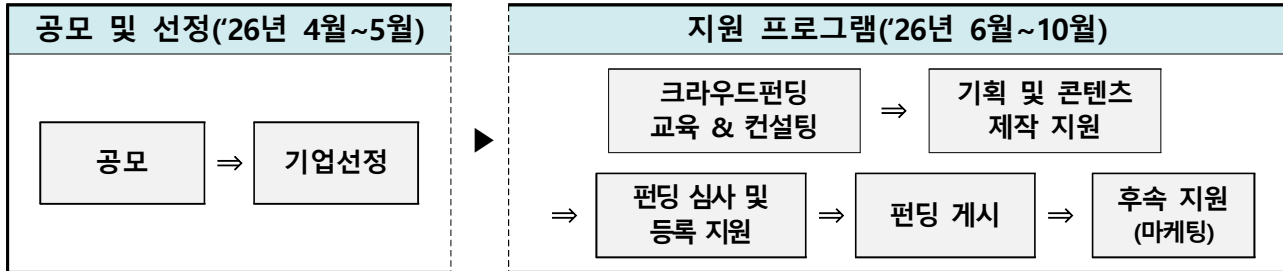 공모 및 선정(‘26년 4월~5월)
공모 ⇒ 기업선정
▶
지원 프로그램(‘26년 6월~10월)
크라우드펀딩
교육 & 컨설팅
⇒
기획 및 콘텐츠
제작 지원
⇒
펀딩 심사 및
등록 지원
⇒
펀딩 게시
⇒
후속 지원
(마케팅)